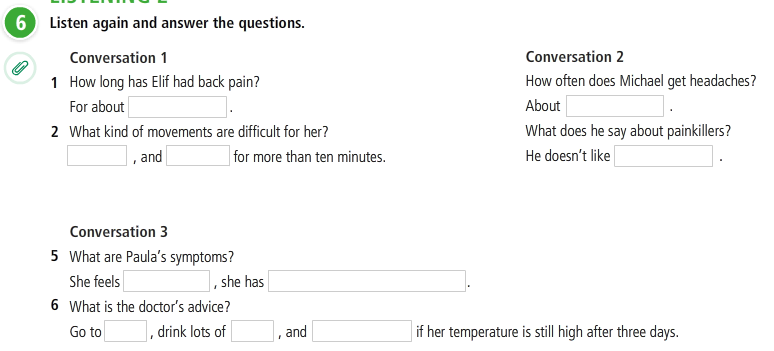 6 Listen again and answer the questions.
Conversation 1
1 How long has Elif had back pain?
For about .
2 What kind of movements are difficult for her?
, and for more than ten minutes.
Conversation 2
How often does Michael get headaches?
About .
What does he say about painkillers?
He doesn’t like .
Conversation 3
5 What are Paula’s symptoms?
She feels , she has .
6 What is the doctor’s advice?
Go to , drink lots of , and if her temperature is still high after three days.